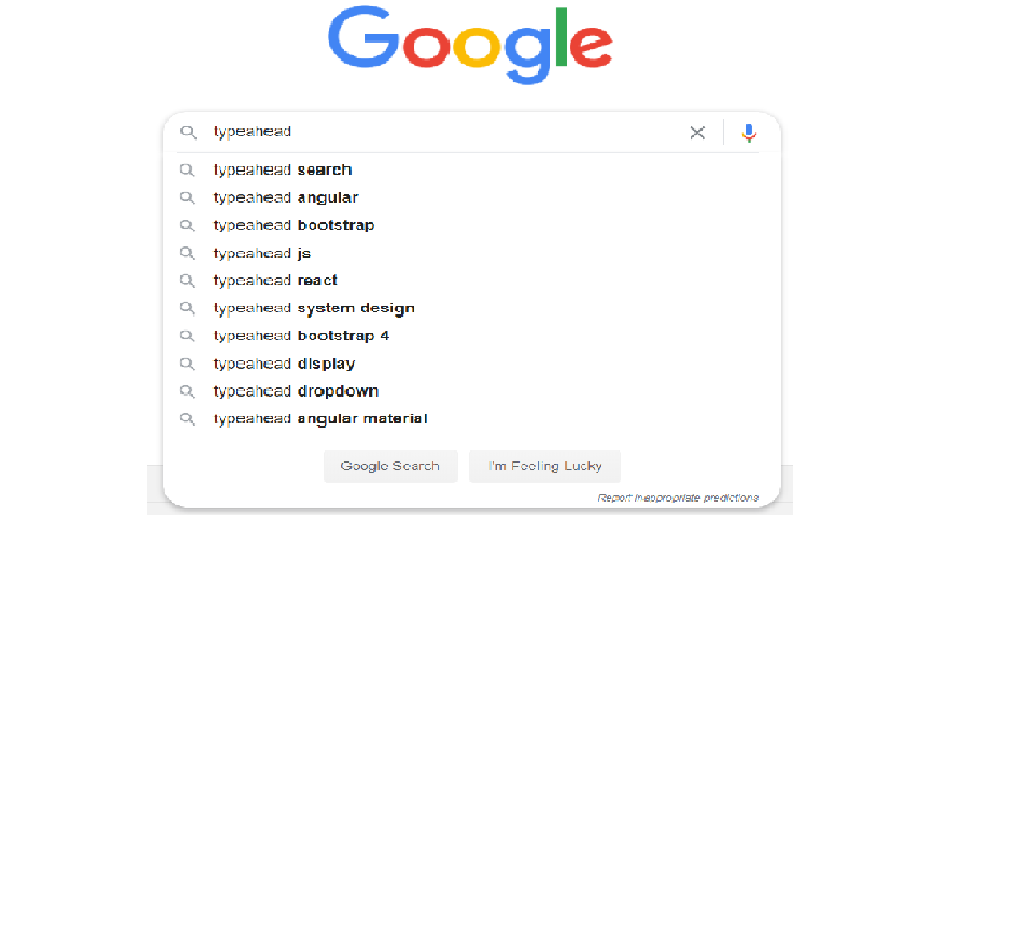 Google
typeahead
typeahead search
typeahead angular
typeahead bootstrap
typeahead js
typeahead react
typeahead system design
typeahead bootstrap 4
typeahead display
typeahead dropdown
typeahead angular material
Google Search I'm Feeling Lucky
Report inappropriate predictions